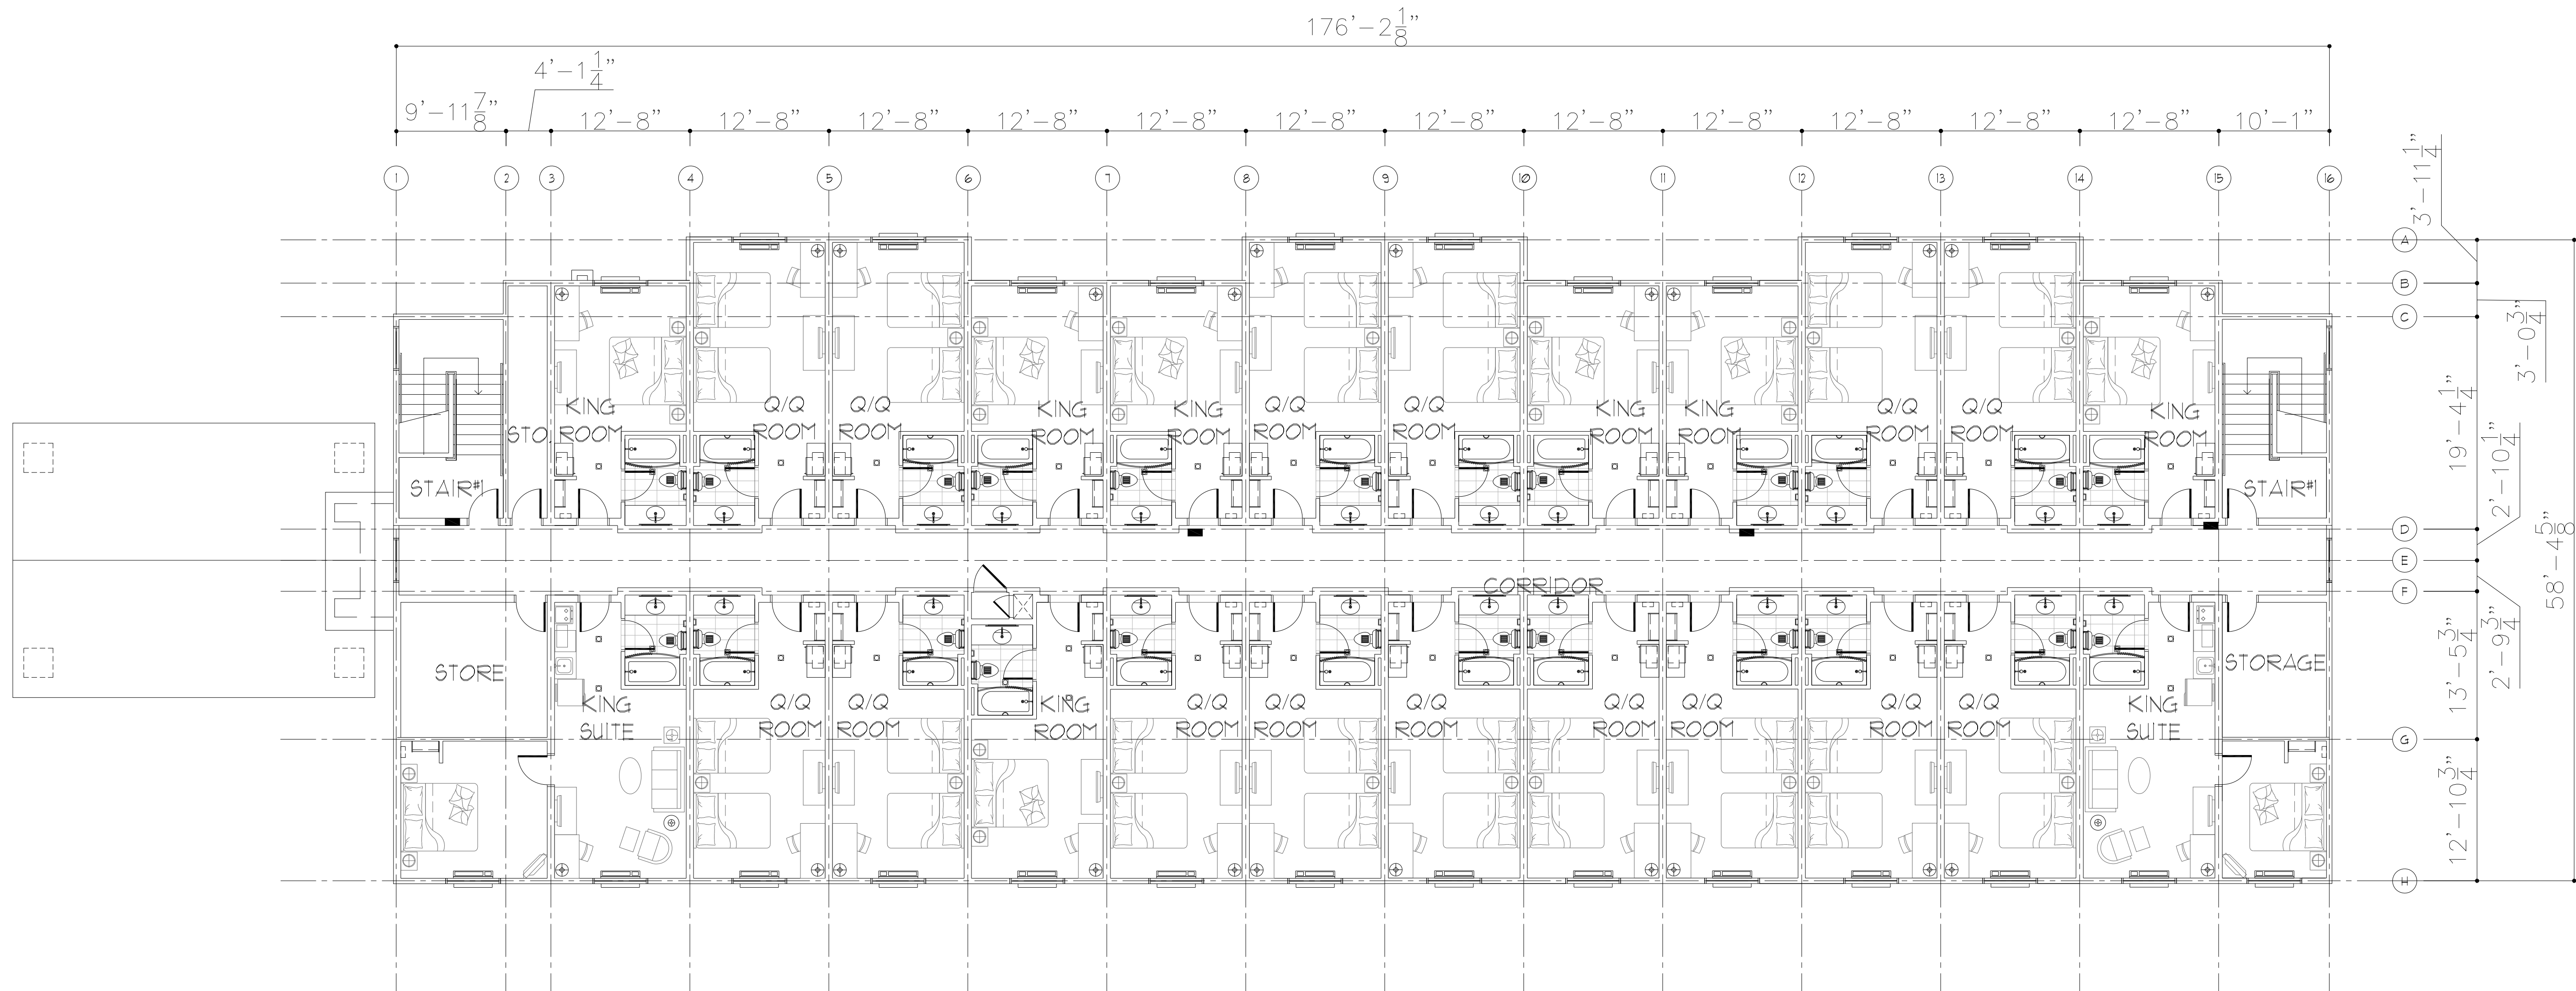 176'-2 1/8"
4'-1 1/4"
9'-11 7/8" 12'-8" 12'-8" 12'-8" 12'-8" 12'-8" 12'-8" 12'-8" 12'-8" 12'-8" 12'-8" 12'-8" 12'-8" 10'-1"
1 2 3 4 5 6 7 8 9 10 11 12 13 14 15 16
3'-11 1/4"
A
B
C
3'-0 3/4"
19'-4 1/4"
2'-10 1/4"
58'-4 5/8"
KING ROOM
Q/Q ROOM
Q/Q ROOM
KING ROOM
KING ROOM
Q/Q ROOM
Q/Q ROOM
KING ROOM
KING ROOM
Q/Q ROOM
Q/Q ROOM
KING ROOM
STO.
STAIR#1
STAIR#1
D
E
F
CORRIDOR
13'-5 3/4"
2'-9 3/4"
STORE
STORAGE
KING SUITE
Q/Q ROOM
Q/Q ROOM
KING ROOM
Q/Q ROOM
Q/Q ROOM
Q/Q ROOM
Q/Q ROOM
Q/Q ROOM
Q/Q ROOM
Q/Q ROOM
KING SUITE
G
12'-10 3/4"
H